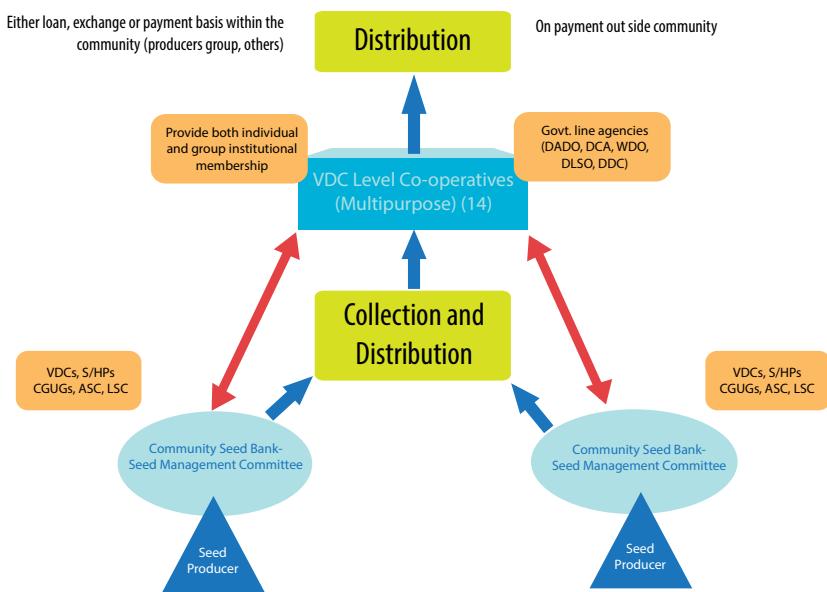 Either loan, exchange or payment basis within the
community (producers group, others)
Distribution
On payment out side community
Provide both individual
and group institutional
membership
Govt. line agencies
(DADO, DCA, WDO,
DLSO, DDC)
VDC Level Co-operatives
(Multipurpose) (14)
Collection and
Distribution
VDCs, S/HPs
CGUGs, ASC, LSC
VDCs, S/HPs
CGUGs, ASC, LSC
Community Seed Bank-
Seed Management Committee
Community Seed Bank-
Seed Management Committee
Seed
Producer
Seed
Producer